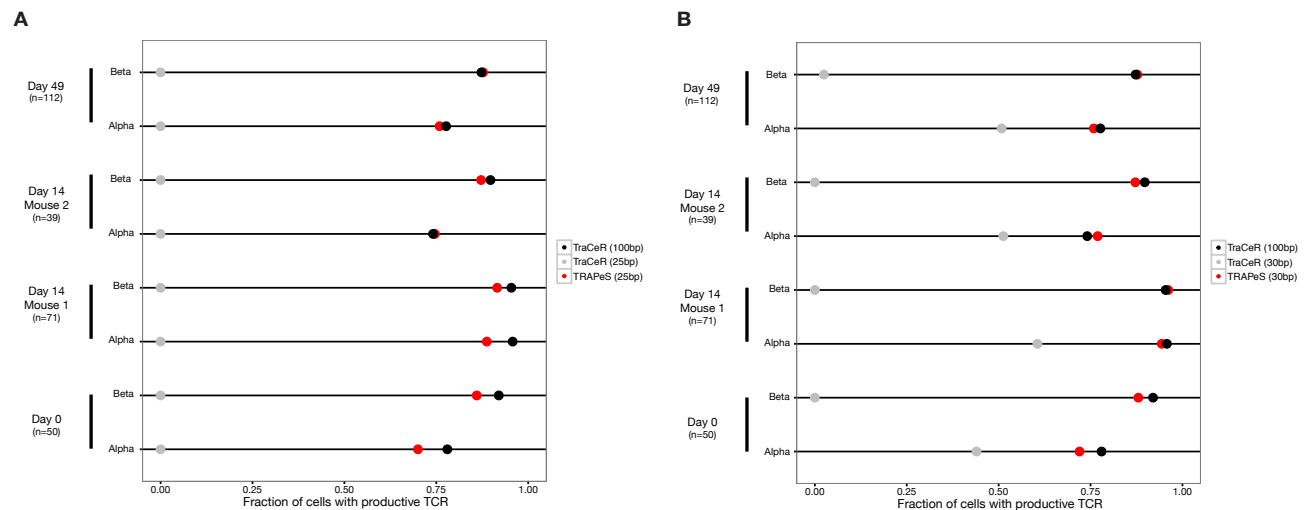 A
Day 49
(n=112)
Beta
Alpha
Day 14
Mouse 2
(n=39)
Beta
Alpha
Day 14
Mouse 1
(n=71)
Beta
Alpha
Day 0
(n=50)
Beta
Alpha
0.00 0.25 0.50 0.75 1.00
Fraction of cells with productive TCR
TraCeR (100bp)
TraCeR (25bp)
TRAPeS (25bp)
B
Day 49
(n=112)
Beta
Alpha
Day 14
Mouse 2
(n=39)
Beta
Alpha
Day 14
Mouse 1
(n=71)
Beta
Alpha
Day 0
(n=50)
Beta
Alpha
0.00 0.25 0.50 0.75 1.00
Fraction of cells with productive TCR
TraCeR (100bp)
TraCeR (30bp)
TRAPeS (30bp)